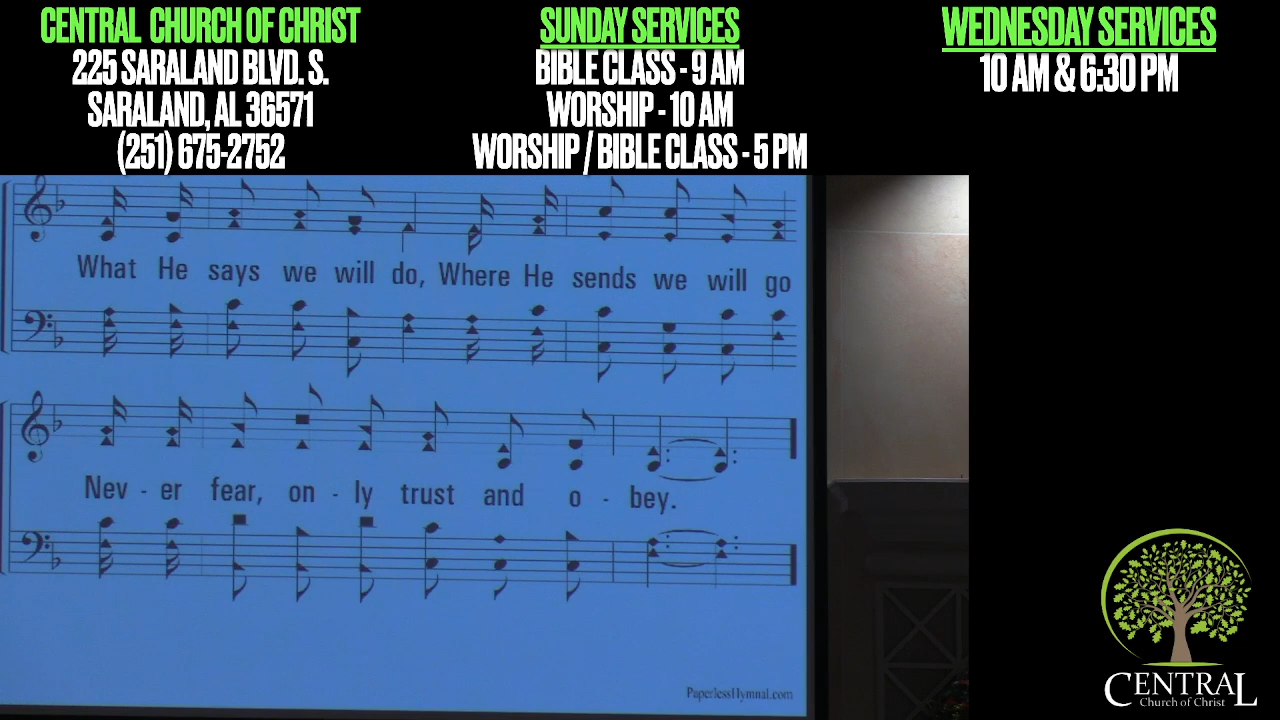 CENTRAL CHURCH OF CHRIST
225 SARALAND BLVD. S.
SARALAND, AL 36571
(251) 675-2752
SUNDAY SERVICES
BIBLE CLASS - 9 AM
WORSHIP - 10 AM
WORSHIP / BIBLE CLASS - 5 PM
WEDNESDAY SERVICES
10 AM & 6:30 PM
What He says we will do, Where He sends we will go
Nev - er fear, on - ly trust and o - bey.
PaperlessHymnal.com
CENTRAL
Church of Christ